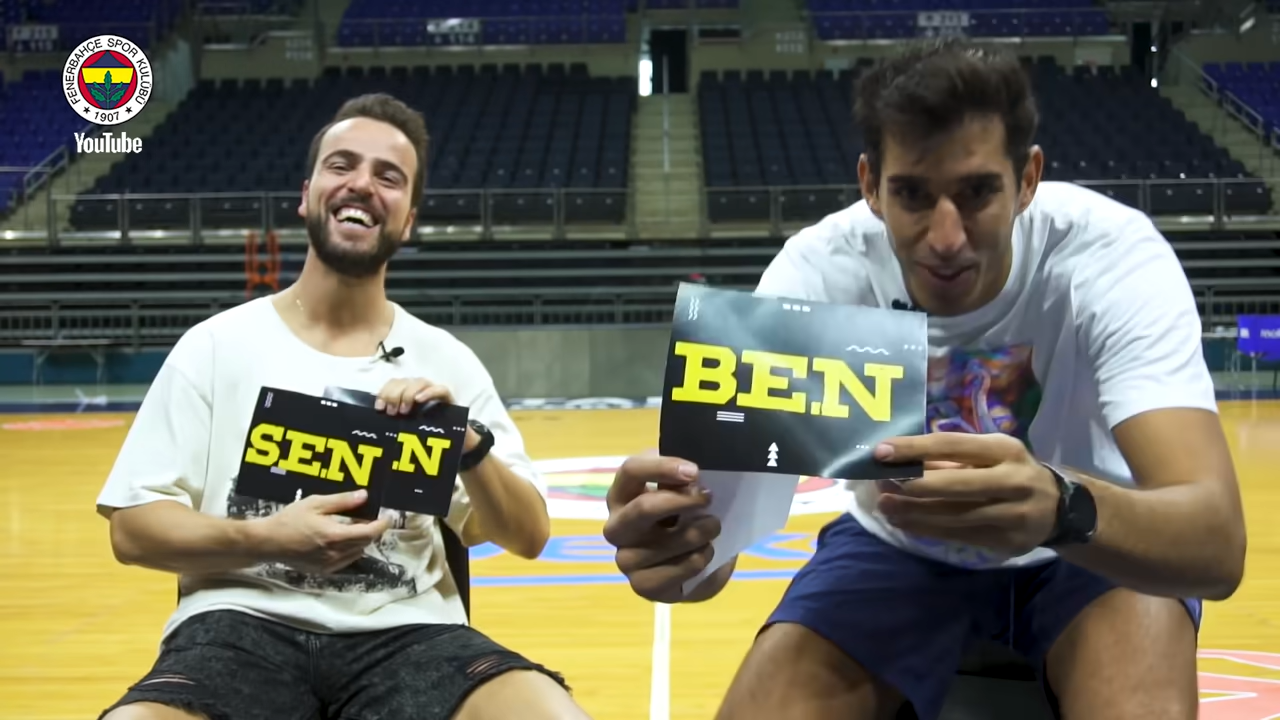 FENERBAHÇE SPOR KULÜBÜ
★ 1907 ★
YouTube
BEN
SEN
N